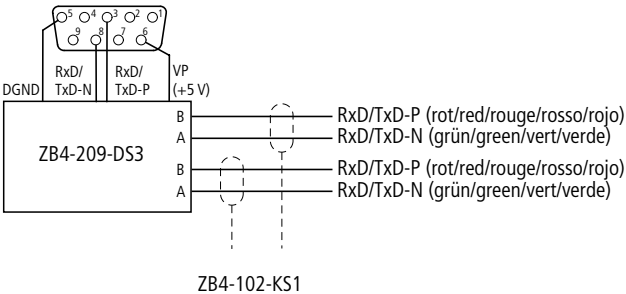 5 4 3 2 1
9 8 7 6
RxD/ RxD/ VP
DGND TxD-N TxD-P (+5 V)
B RxD/TxD-P (rot/red/rouge/rosso/rojo)
A RxD/TxD-N (grün/green/vert/verde)
ZB4-209-DS3
B RxD/TxD-P (rot/red/rouge/rosso/rojo)
A RxD/TxD-N (grün/green/vert/verde)
ZB4-102-KS1